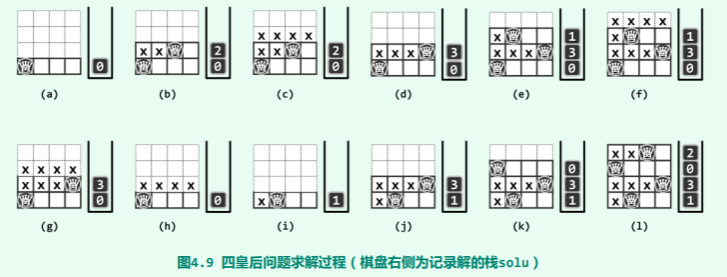 x x x x
x x x x x 1 x 1
x x 2 x x 2 x x x 3 x x x 3 x x x 3
0 0 0 0 0 0
(a) (b) (c) (d) (e) (f)
x x 2
x x x x 0 0
x x x 3 x x x x x x x 3 x x x 3 x x x 3
0 0 x 1 x 1 x 1 x 1
(g) (h) (i) (j) (k) (l)
图4.9 四皇后问题求解过程（棋盘右侧为记录解的栈solu）